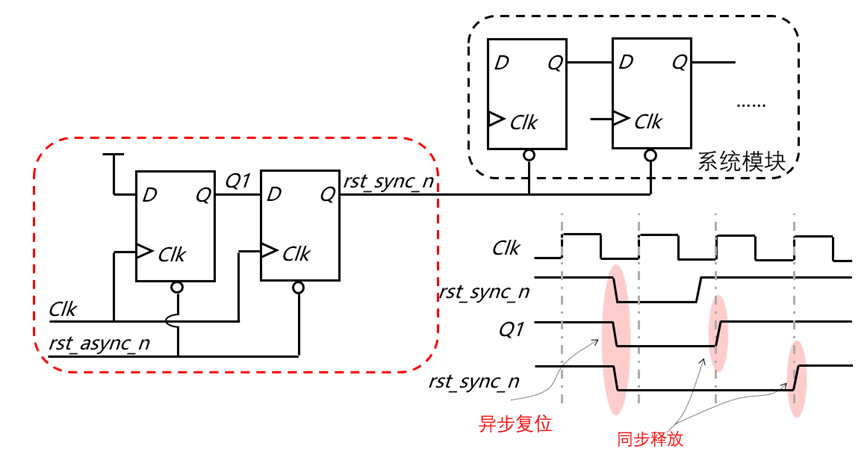 D Q D Q
Clk Clk
......
系统模块
D Q Q1 D Q rst_sync_n
Clk Clk
Clk
rst_async_n
Clk
rst_sync_n
Q1
rst_sync_n
异步复位
同步释放